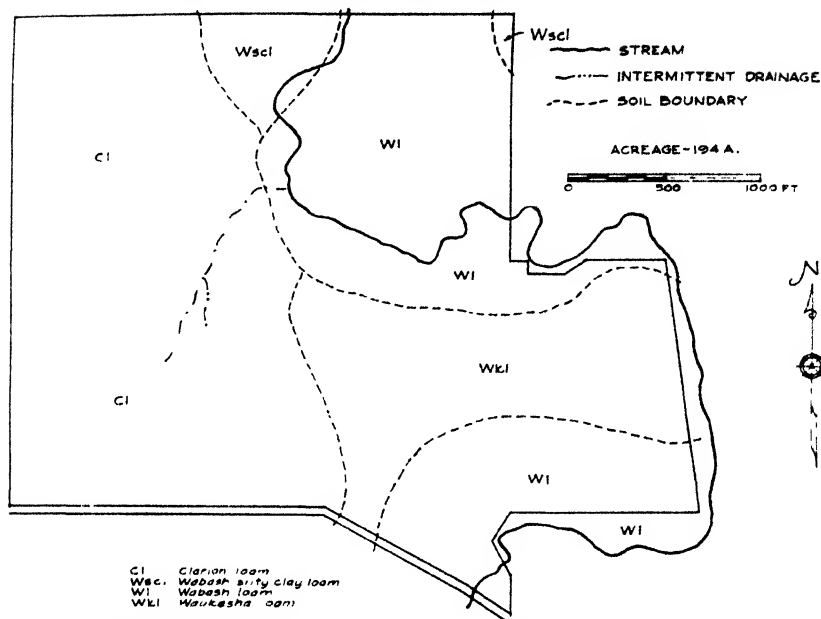 Wscl
Wscl
STREAM
INTERMITTENT DRAINAGE
SOIL BOUNDARY
ACREAGE-194 A.
0 500 1000 FT
Cl
Wl
Wl
N
Wkl
Cl
Wl
Wl
Cl Clarion loam
Wsc. Wabash silty clay loam
Wl Wabash loam
Wkl Waukesha oam